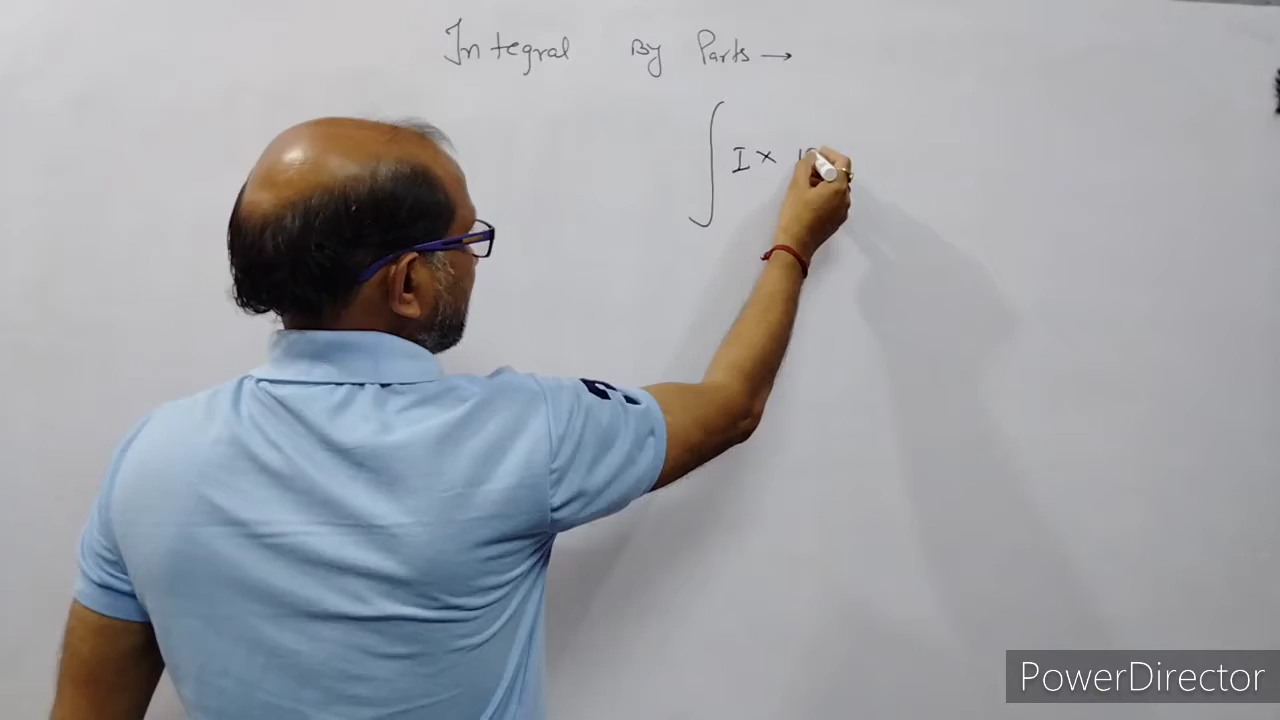 Integral By Parts →
∫ I ×
PowerDirector